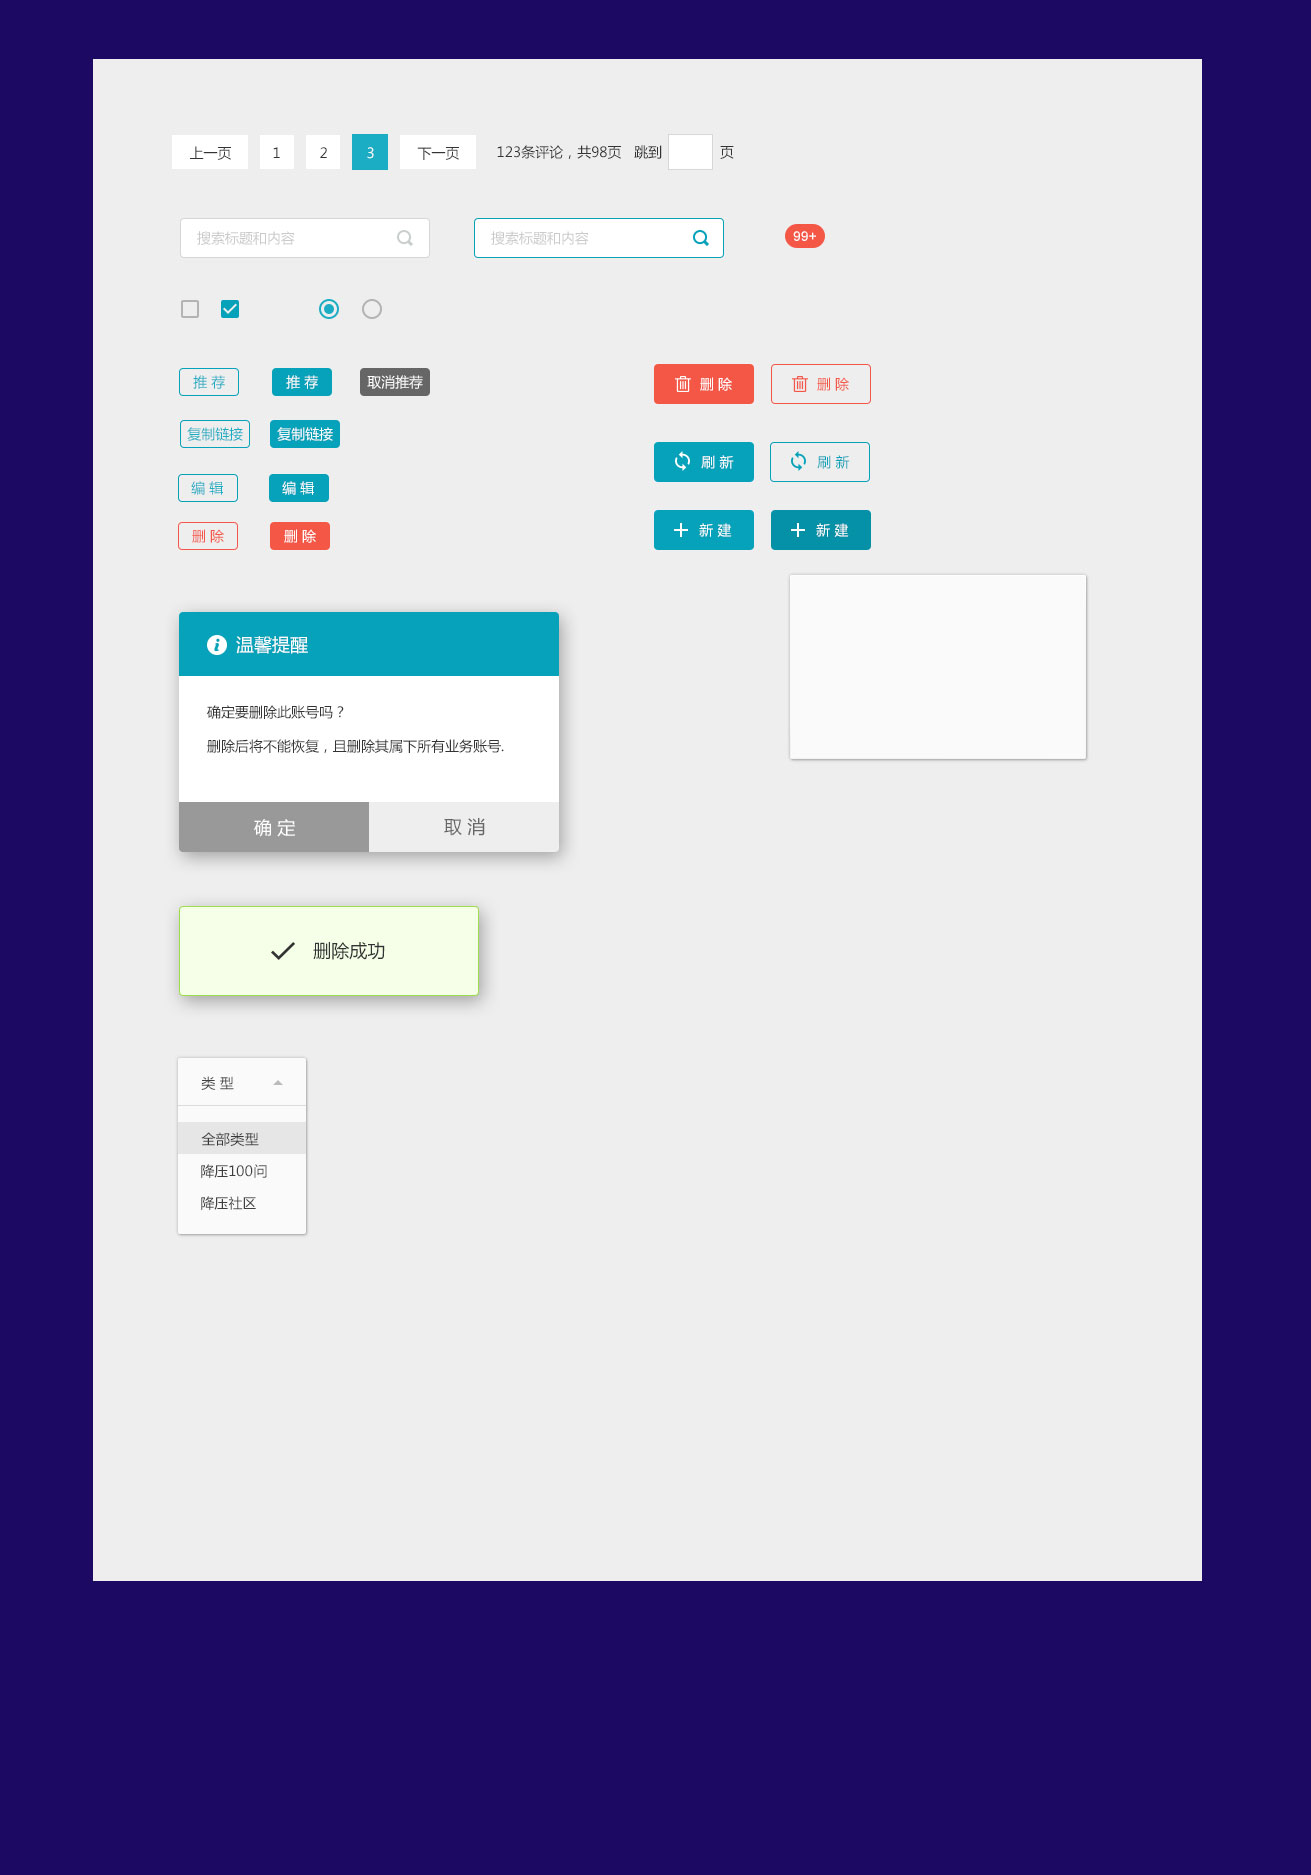 上一页 1 2 3 下一页 123条评论，共98页 跳到 页
搜索标题和内容 搜索标题和内容 99+
推 荐 推 荐 取消推荐 删 除 删 除
复制链接 复制链接
刷 新 刷 新
编 辑 编 辑
新 建 新 建
删 除 删 除
温馨提醒
确定要删除此账号吗？
删除后将不能恢复，且删除其属下所有业务账号.
确 定 取 消
删除成功
类 型
全部类型
降压100问
降压社区